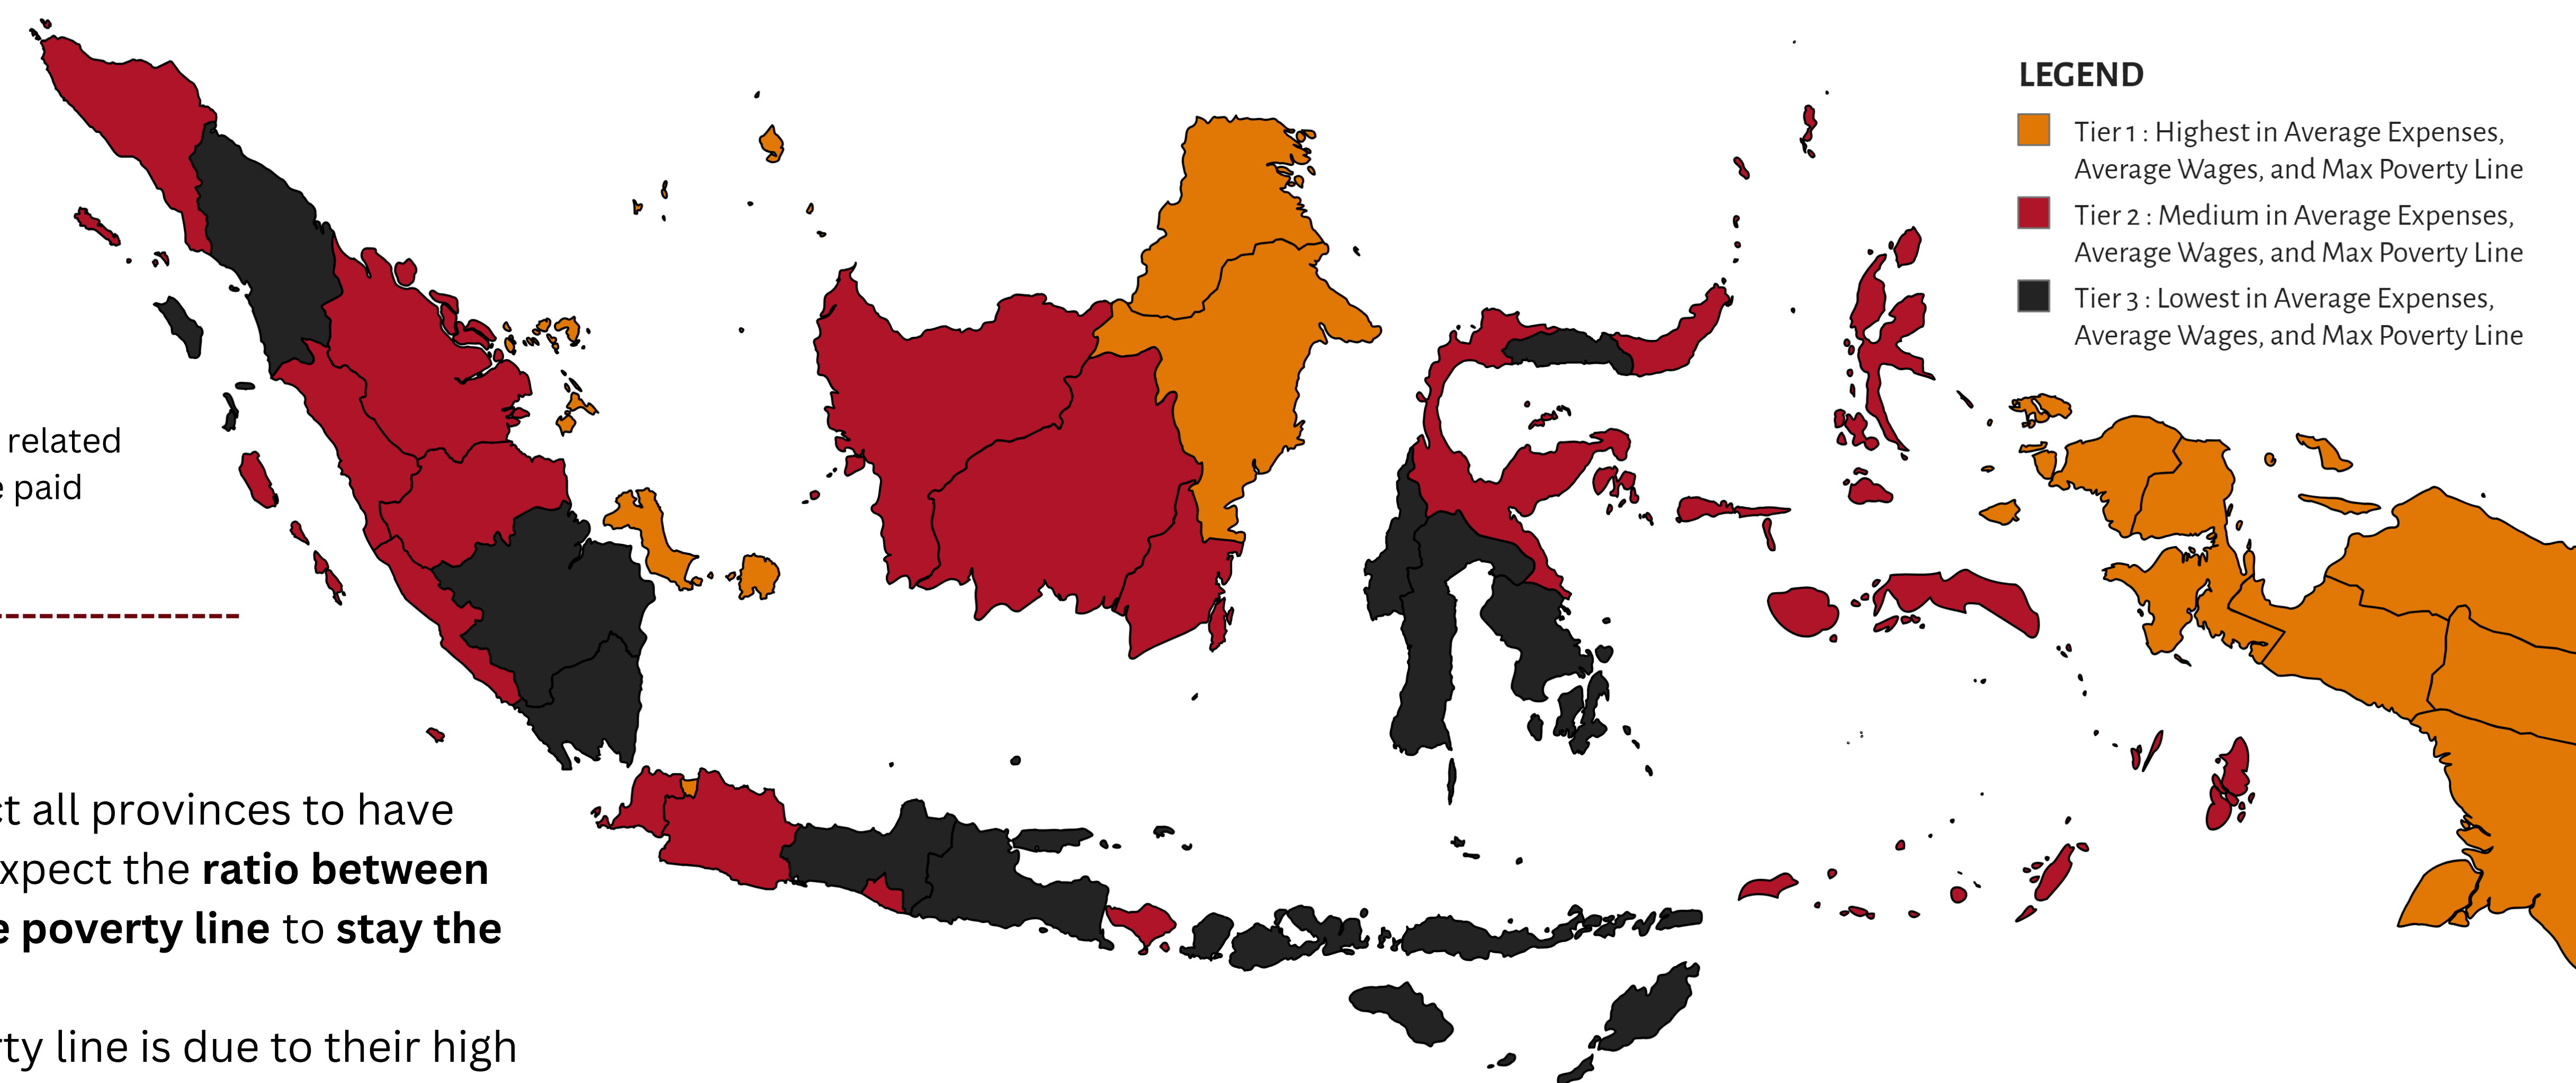 LEGEND
Tier 1 : Highest in Average Expenses,
Average Wages, and Max Poverty Line
Tier 2 : Medium in Average Expenses,
Average Wages, and Max Poverty Line
Tier 3 : Lowest in Average Expenses,
Average Wages, and Max Poverty Line
related
paid
all provinces to have
expect the ratio between
poverty line to stay the
line is due to their high